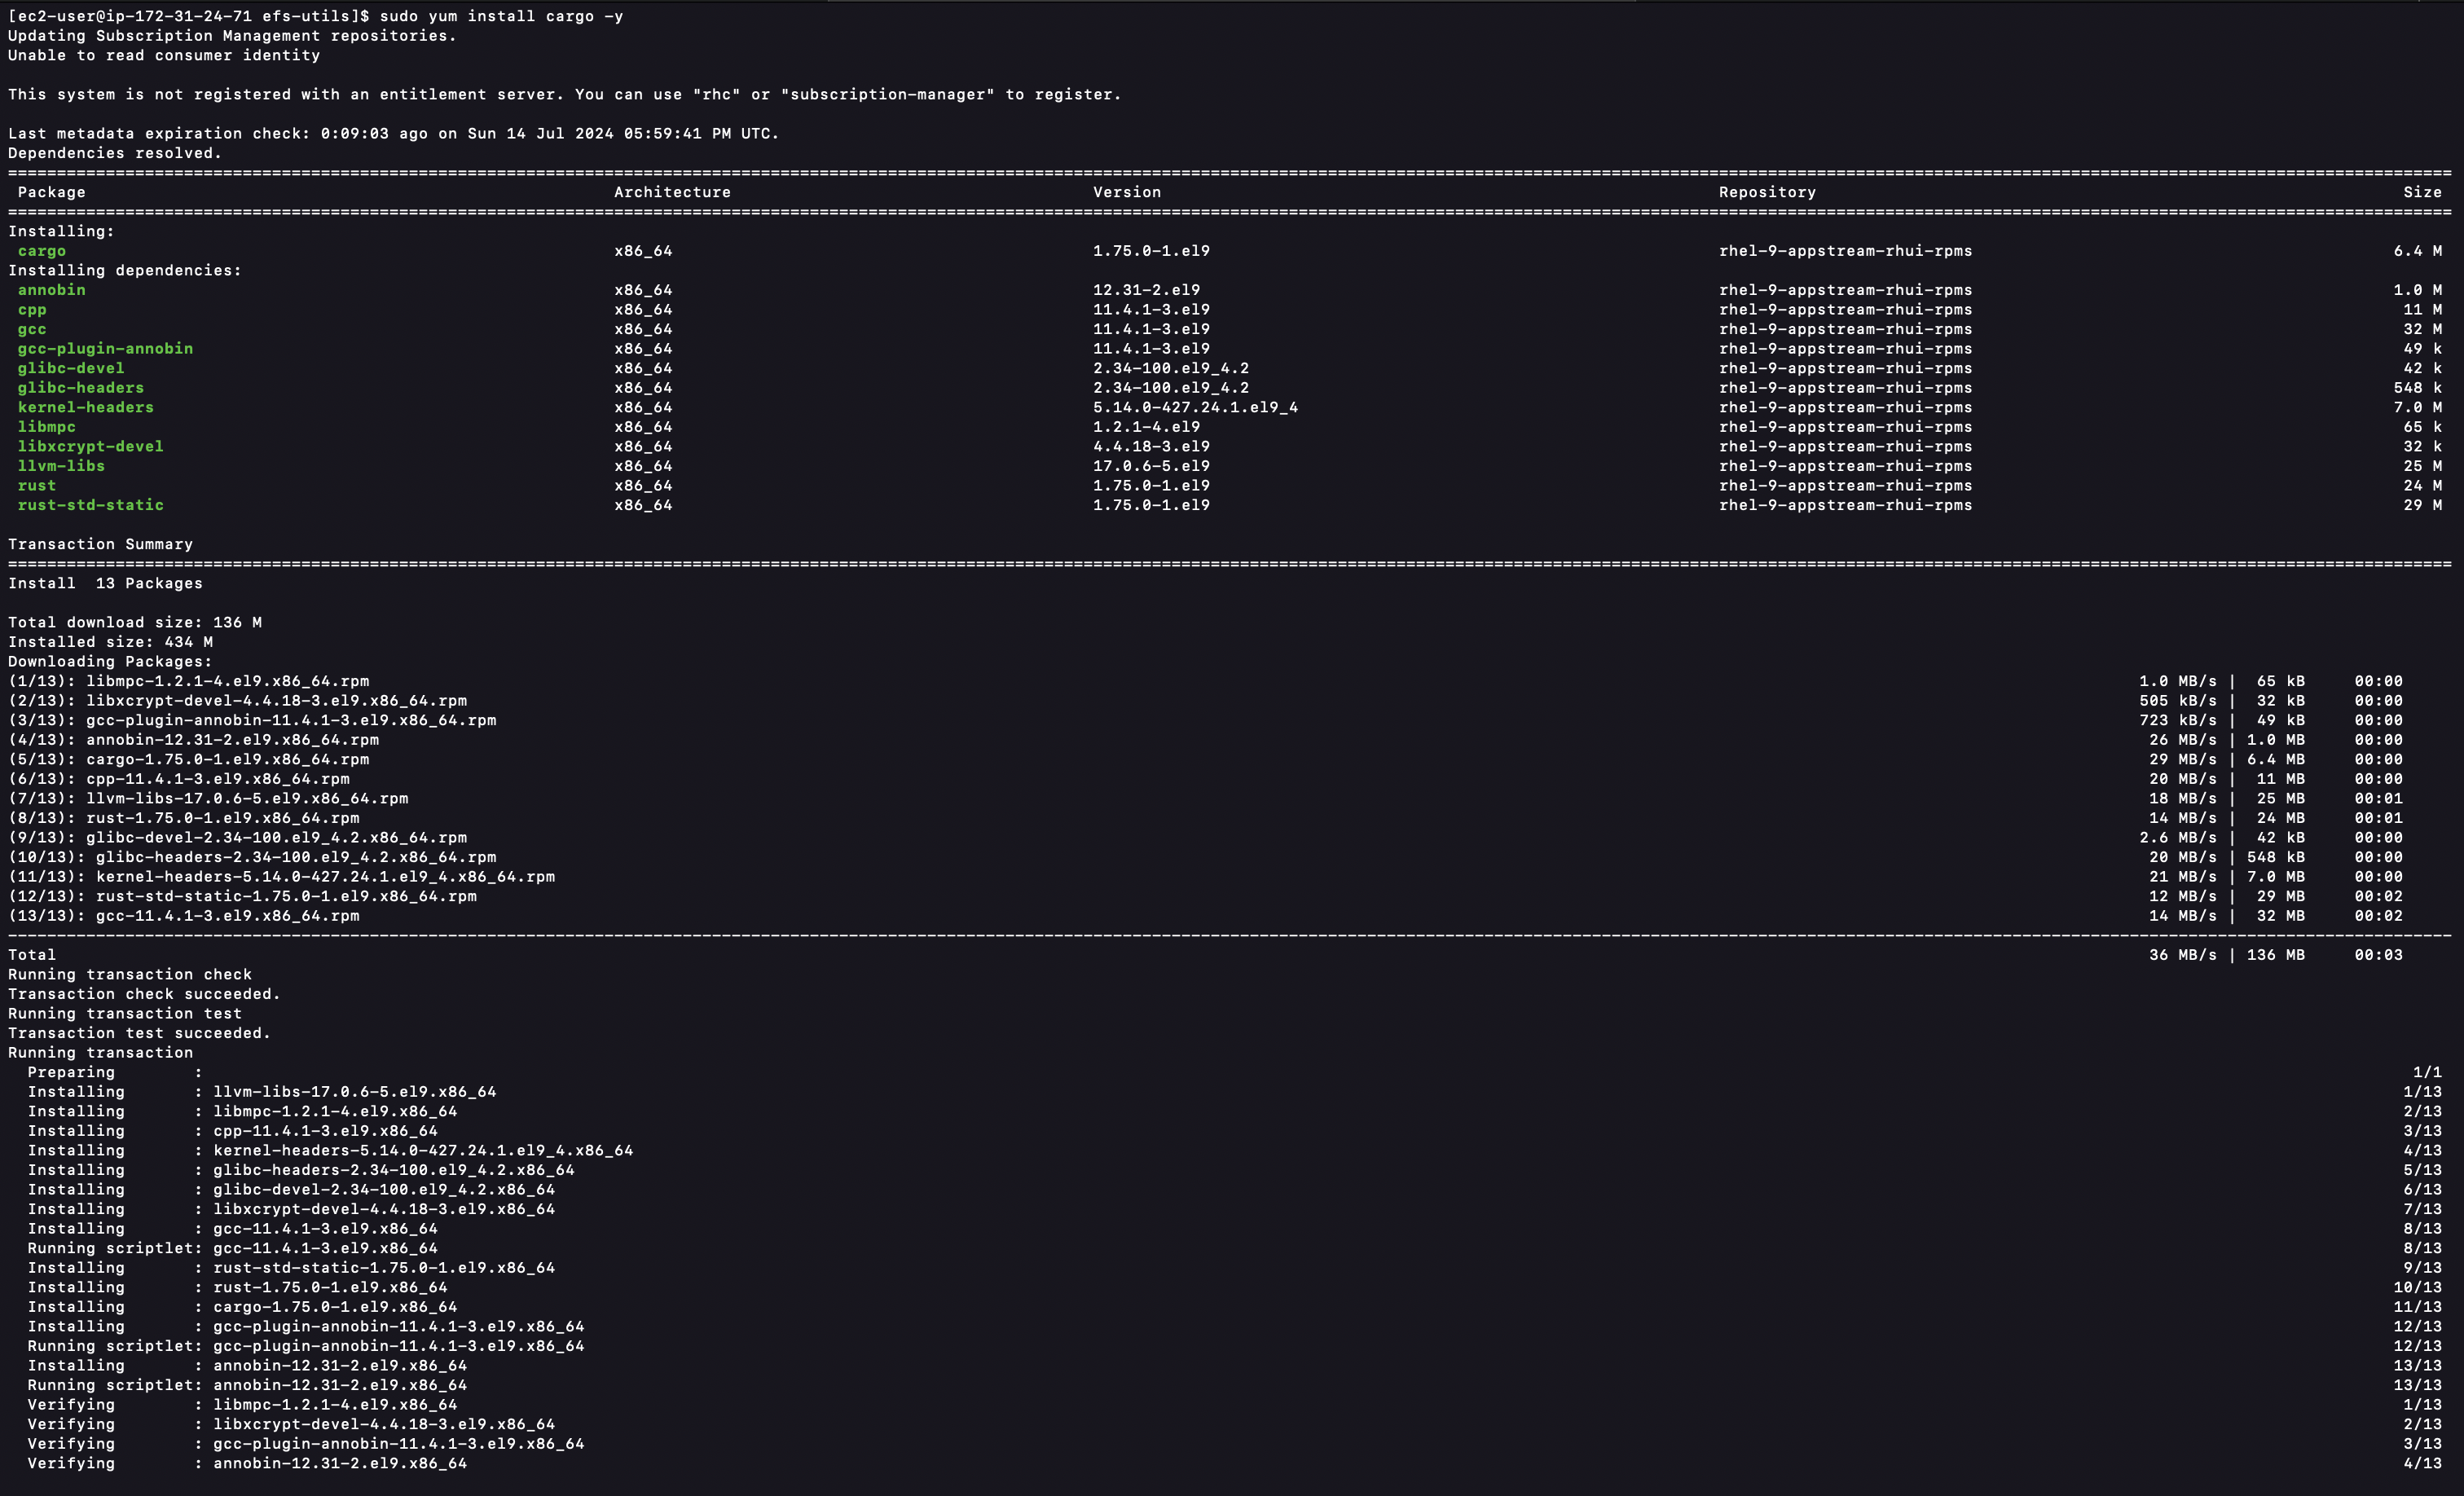 [ec2-user@ip-172-31-24-71 efs-utils]$ sudo yum install cargo -y
Updating Subscription Management repositories.
Unable to read consumer identity
This system is not registered with an entitlement server. You can use "rhc" or "subscription-manager" to register.
Last metadata expiration check: 0:09:03 ago on Sun 14 Jul 2024 05:59:41 PM UTC.
Dependencies resolved.
Package Architecture Version Repository Size
Installing:
cargo x86_64 1.75.0-1.el9 rhel-9-appstream-rhui-rpms 6.4 M
Installing dependencies:
annobin x86_64 12.31-2.el9 rhel-9-appstream-rhui-rpms 1.0 M
cpp x86_64 11.4.1-3.el9 rhel-9-appstream-rhui-rpms 11 M
gcc x86_64 11.4.1-3.el9 rhel-9-appstream-rhui-rpms 32 M
gcc-plugin-annobin x86_64 11.4.1-3.el9 rhel-9-appstream-rhui-rpms 49 k
glibc-devel x86_64 2.34-100.el9_4.2 rhel-9-appstream-rhui-rpms 42 k
glibc-headers x86_64 2.34-100.el9_4.2 rhel-9-appstream-rhui-rpms 548 k
kernel-headers x86_64 5.14.0-427.24.1.el9_4 rhel-9-appstream-rhui-rpms 7.0 M
libmpc x86_64 1.2.1-4.el9 rhel-9-appstream-rhui-rpms 65 k
libxcrypt-devel x86_64 4.4.18-3.el9 rhel-9-appstream-rhui-rpms 32 k
llvm-libs x86_64 17.0.6-5.el9 rhel-9-appstream-rhui-rpms 25 M
rust x86_64 1.75.0-1.el9 rhel-9-appstream-rhui-rpms 24 M
rust-std-static x86_64 1.75.0-1.el9 rhel-9-appstream-rhui-rpms 29 M
Transaction Summary
Install  13 Packages
Total download size: 136 M
Installed size: 434 M
Downloading Packages:
(1/13): libmpc-1.2.1-4.el9.x86_64.rpm 1.0 MB/s | 65 kB 00:00
(2/13): libxcrypt-devel-4.4.18-3.el9.x86_64.rpm 505 kB/s | 32 kB 00:00
(3/13): gcc-plugin-annobin-11.4.1-3.el9.x86_64.rpm 723 kB/s | 49 kB 00:00
(4/13): annobin-12.31-2.el9.x86_64.rpm 26 MB/s | 1.0 MB 00:00
(5/13): cargo-1.75.0-1.el9.x86_64.rpm 29 MB/s | 6.4 MB 00:00
(6/13): cpp-11.4.1-3.el9.x86_64.rpm 20 MB/s | 11 MB 00:00
(7/13): llvm-libs-17.0.6-5.el9.x86_64.rpm 18 MB/s | 25 MB 00:01
(8/13): rust-1.75.0-1.el9.x86_64.rpm 14 MB/s | 24 MB 00:01
(9/13): glibc-devel-2.34-100.el9_4.2.x86_64.rpm 2.6 MB/s | 42 kB 00:00
(10/13): glibc-headers-2.34-100.el9_4.2.x86_64.rpm 20 MB/s | 548 kB 00:00
(11/13): kernel-headers-5.14.0-427.24.1.el9_4.x86_64.rpm 21 MB/s | 7.0 MB 00:00
(12/13): rust-std-static-1.75.0-1.el9.x86_64.rpm 12 MB/s | 29 MB 00:02
(13/13): gcc-11.4.1-3.el9.x86_64.rpm 14 MB/s | 32 MB 00:02
Total 36 MB/s | 136 MB 00:03
Running transaction check
Transaction check succeeded.
Running transaction test
Transaction test succeeded.
Running transaction
Preparing : 1/1
Installing : llvm-libs-17.0.6-5.el9.x86_64 1/13
Installing : libmpc-1.2.1-4.el9.x86_64 2/13
Installing : cpp-11.4.1-3.el9.x86_64 3/13
Installing : kernel-headers-5.14.0-427.24.1.el9_4.x86_64 4/13
Installing : glibc-headers-2.34-100.el9_4.2.x86_64 5/13
Installing : glibc-devel-2.34-100.el9_4.2.x86_64 6/13
Installing : libxcrypt-devel-4.4.18-3.el9.x86_64 7/13
Installing : gcc-11.4.1-3.el9.x86_64 8/13
Running scriptlet: gcc-11.4.1-3.el9.x86_64 8/13
Installing : rust-std-static-1.75.0-1.el9.x86_64 9/13
Installing : rust-1.75.0-1.el9.x86_64 10/13
Installing : cargo-1.75.0-1.el9.x86_64 11/13
Installing : gcc-plugin-annobin-11.4.1-3.el9.x86_64 12/13
Running scriptlet: gcc-plugin-annobin-11.4.1-3.el9.x86_64 12/13
Installing : annobin-12.31-2.el9.x86_64 13/13
Running scriptlet: annobin-12.31-2.el9.x86_64 13/13
Verifying : libmpc-1.2.1-4.el9.x86_64 1/13
Verifying : libxcrypt-devel-4.4.18-3.el9.x86_64 2/13
Verifying : gcc-plugin-annobin-11.4.1-3.el9.x86_64 3/13
Verifying : annobin-12.31-2.el9.x86_64 4/13